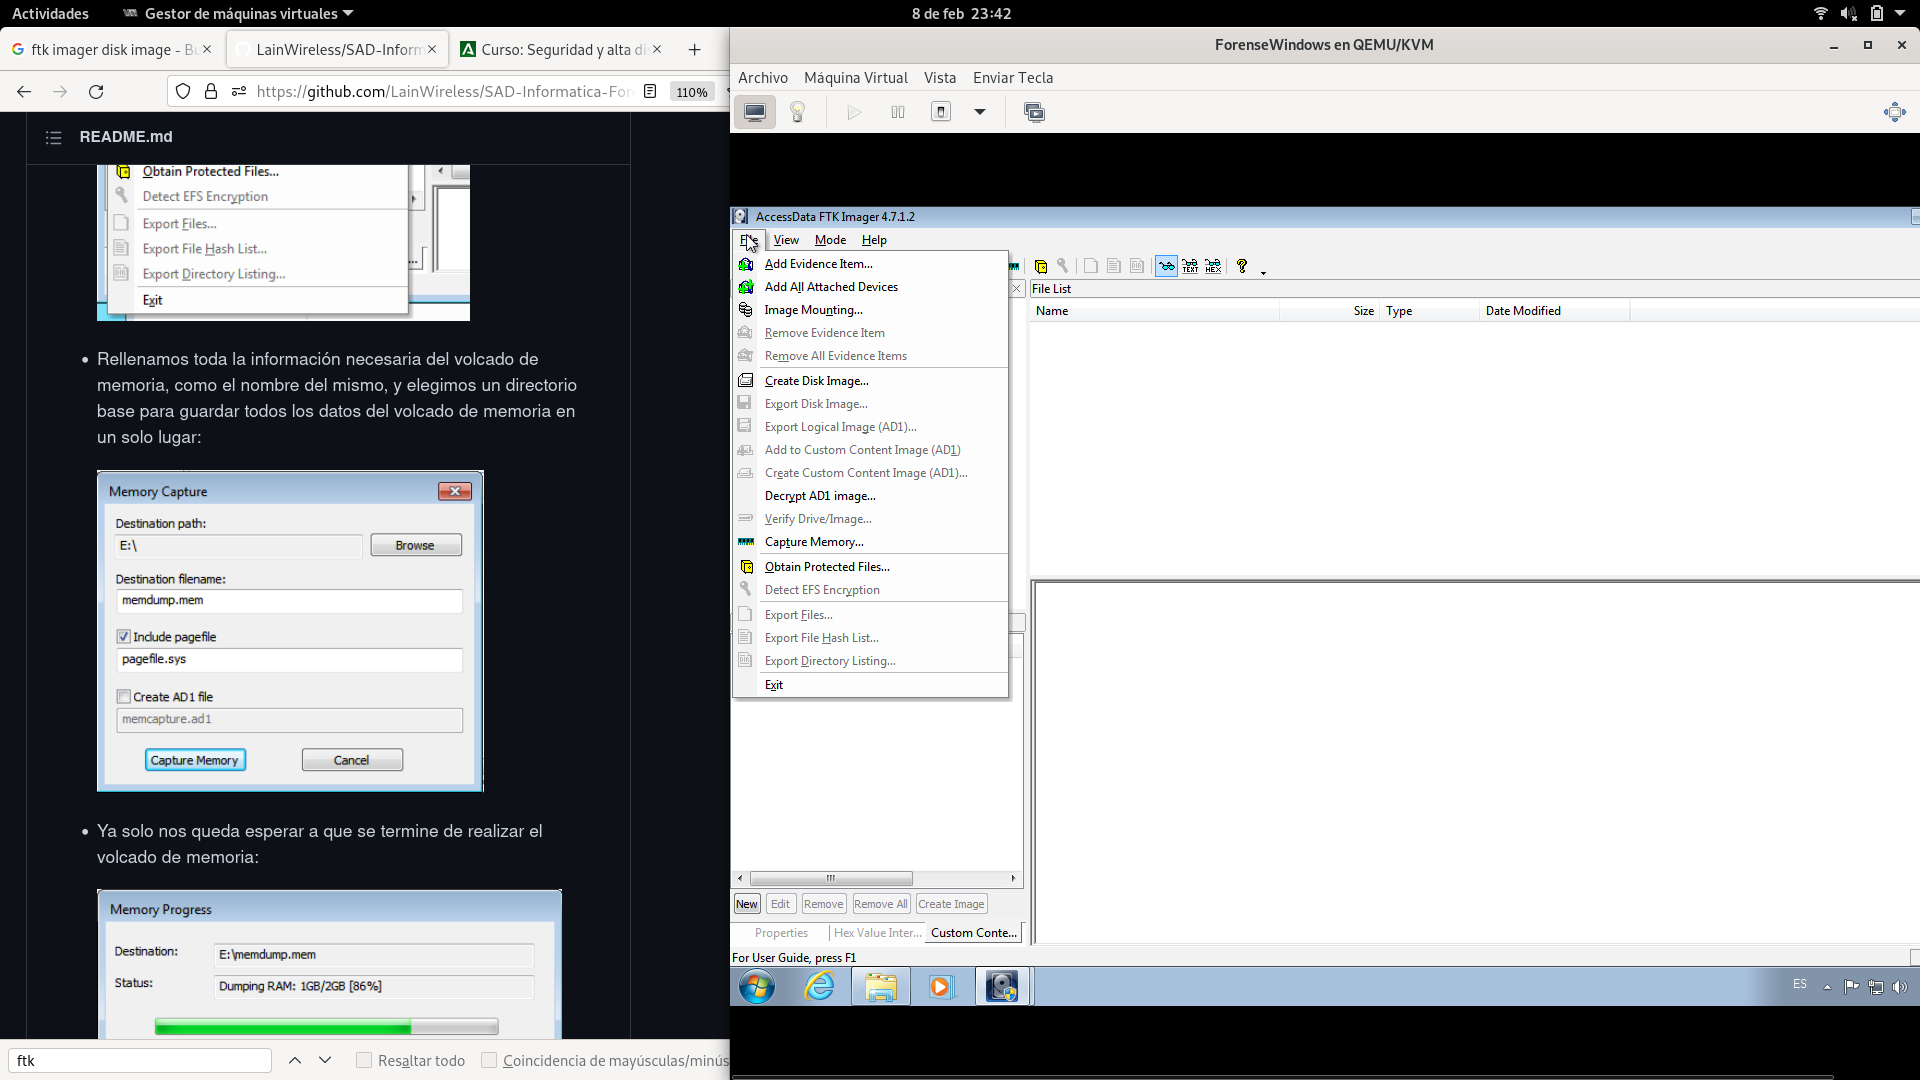 Actividades
Gestor de máquinas virtuales
8 de feb 23:42
ftk imager disk image - Bu
LainWireless/SAD-Inform
Curso: Seguridad y alta di
https://github.com/LainWireless/SAD-Informatica-For
110%
README.md
Obtain Protected Files...
Detect EFS Encryption
Export Files...
Export File Hash List...
Export Directory Listing...
Exit
Rellenamos toda la información necesaria del volcado de
memoria, como el nombre del mismo, y elegimos un directorio
base para guardar todos los datos del volcado de memoria en
un solo lugar:
Memory Capture
Destination path:
E:\
Browse
Destination filename:
memdump.mem
Include pagefile
pagefile.sys
Create AD1 file
memcapture.ad1
Capture Memory
Cancel
Ya solo nos queda esperar a que se termine de realizar el
volcado de memoria:
Memory Progress
Destination:
E:\memdump.mem
Status:
Dumping RAM: 1GB/2GB [86%]
ftk
Resaltar todo
Coincidencia de mayúsculas/minús
ForenseWindows en QEMU/KVM
Archivo
Máquina Virtual
Vista
Enviar Tecla
AccessData FTK Imager 4.7.1.2
View
Mode
Help
Add Evidence Item...
Add All Attached Devices
Image Mounting...
Remove Evidence Item
Remove All Evidence Items
Create Disk Image...
Export Disk Image...
Export Logical Image (AD1)...
Add to Custom Content Image (AD1)
Create Custom Content Image (AD1)...
Decrypt AD1 image...
Verify Drive/Image...
Capture Memory...
Obtain Protected Files...
Detect EFS Encryption
Export Files...
Export File Hash List...
Export Directory Listing...
Exit
TEXT
HEX
File List
Name
Size
Type
Date Modified
New
Edit
Remove
Remove All
Create Image
Properties
Hex Value Inter...
Custom Conte...
For User Guide, press F1
ES